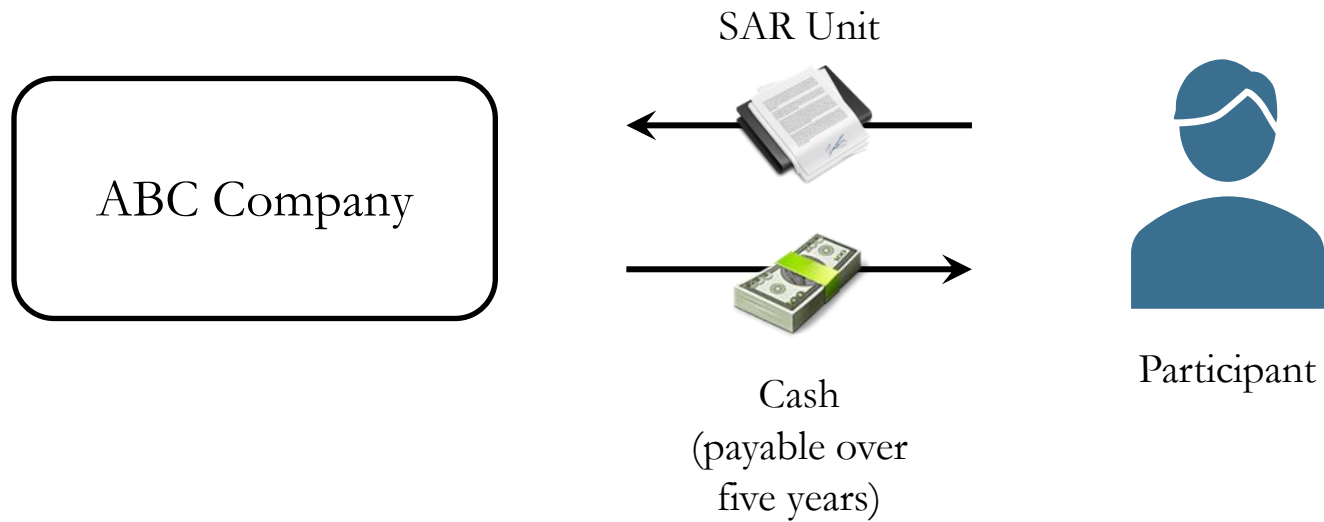 SAR Unit
ABC Company
Cash
(payable over
five years)
Participant